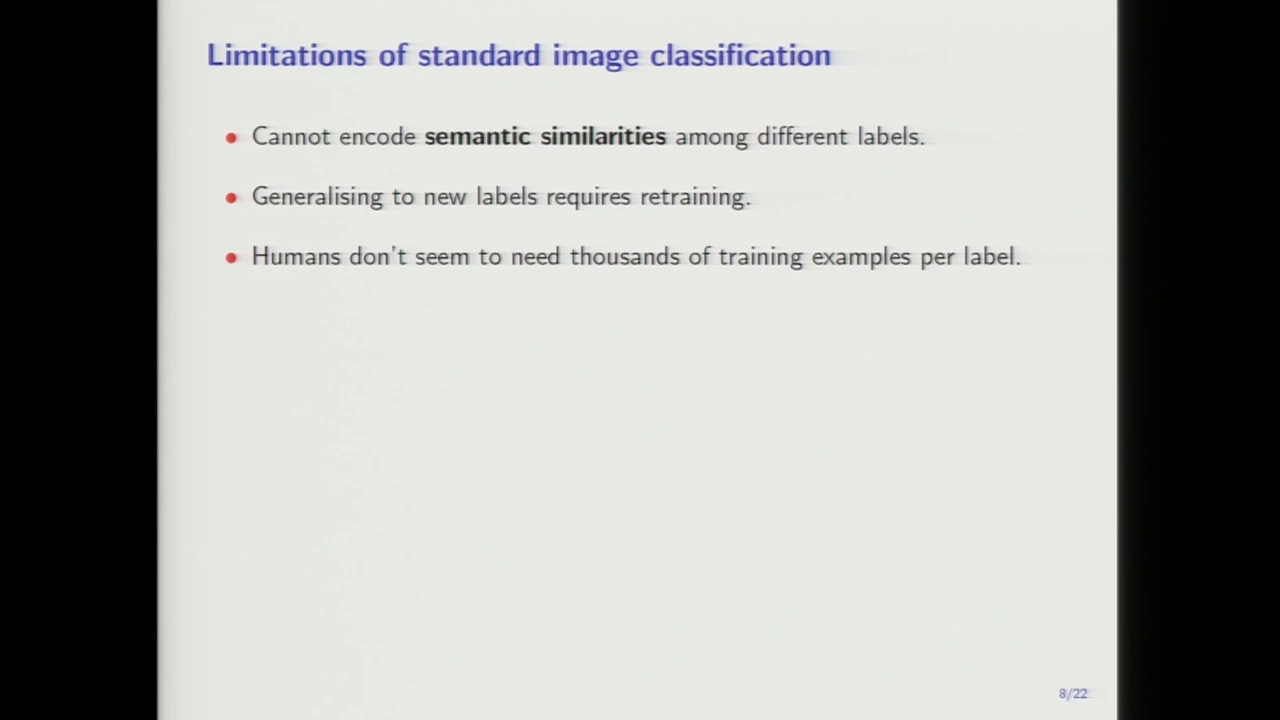 Limitations of standard image classification
Cannot encode semantic similarities among different labels.
Generalising to new labels requires retraining.
Humans don't seem to need thousands of training examples per label.
8/22